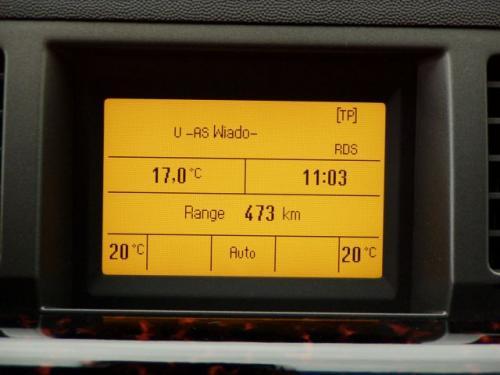 [TP]
U -AS Wiado-
RDS
17,0°C 11:03
Range 473 km
20°C Auto 20°C